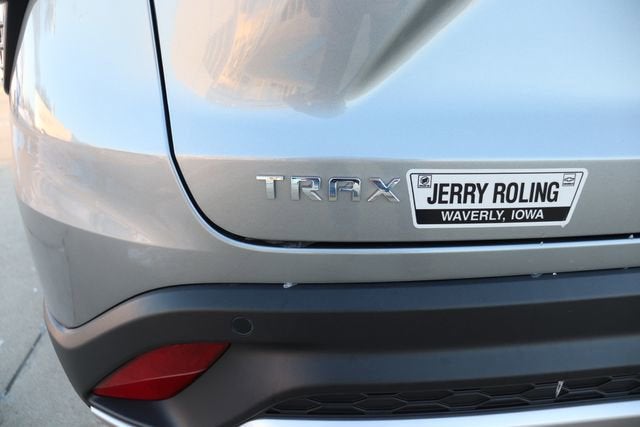 TRAX
JERRY ROLING
WAVERLY, IOWA